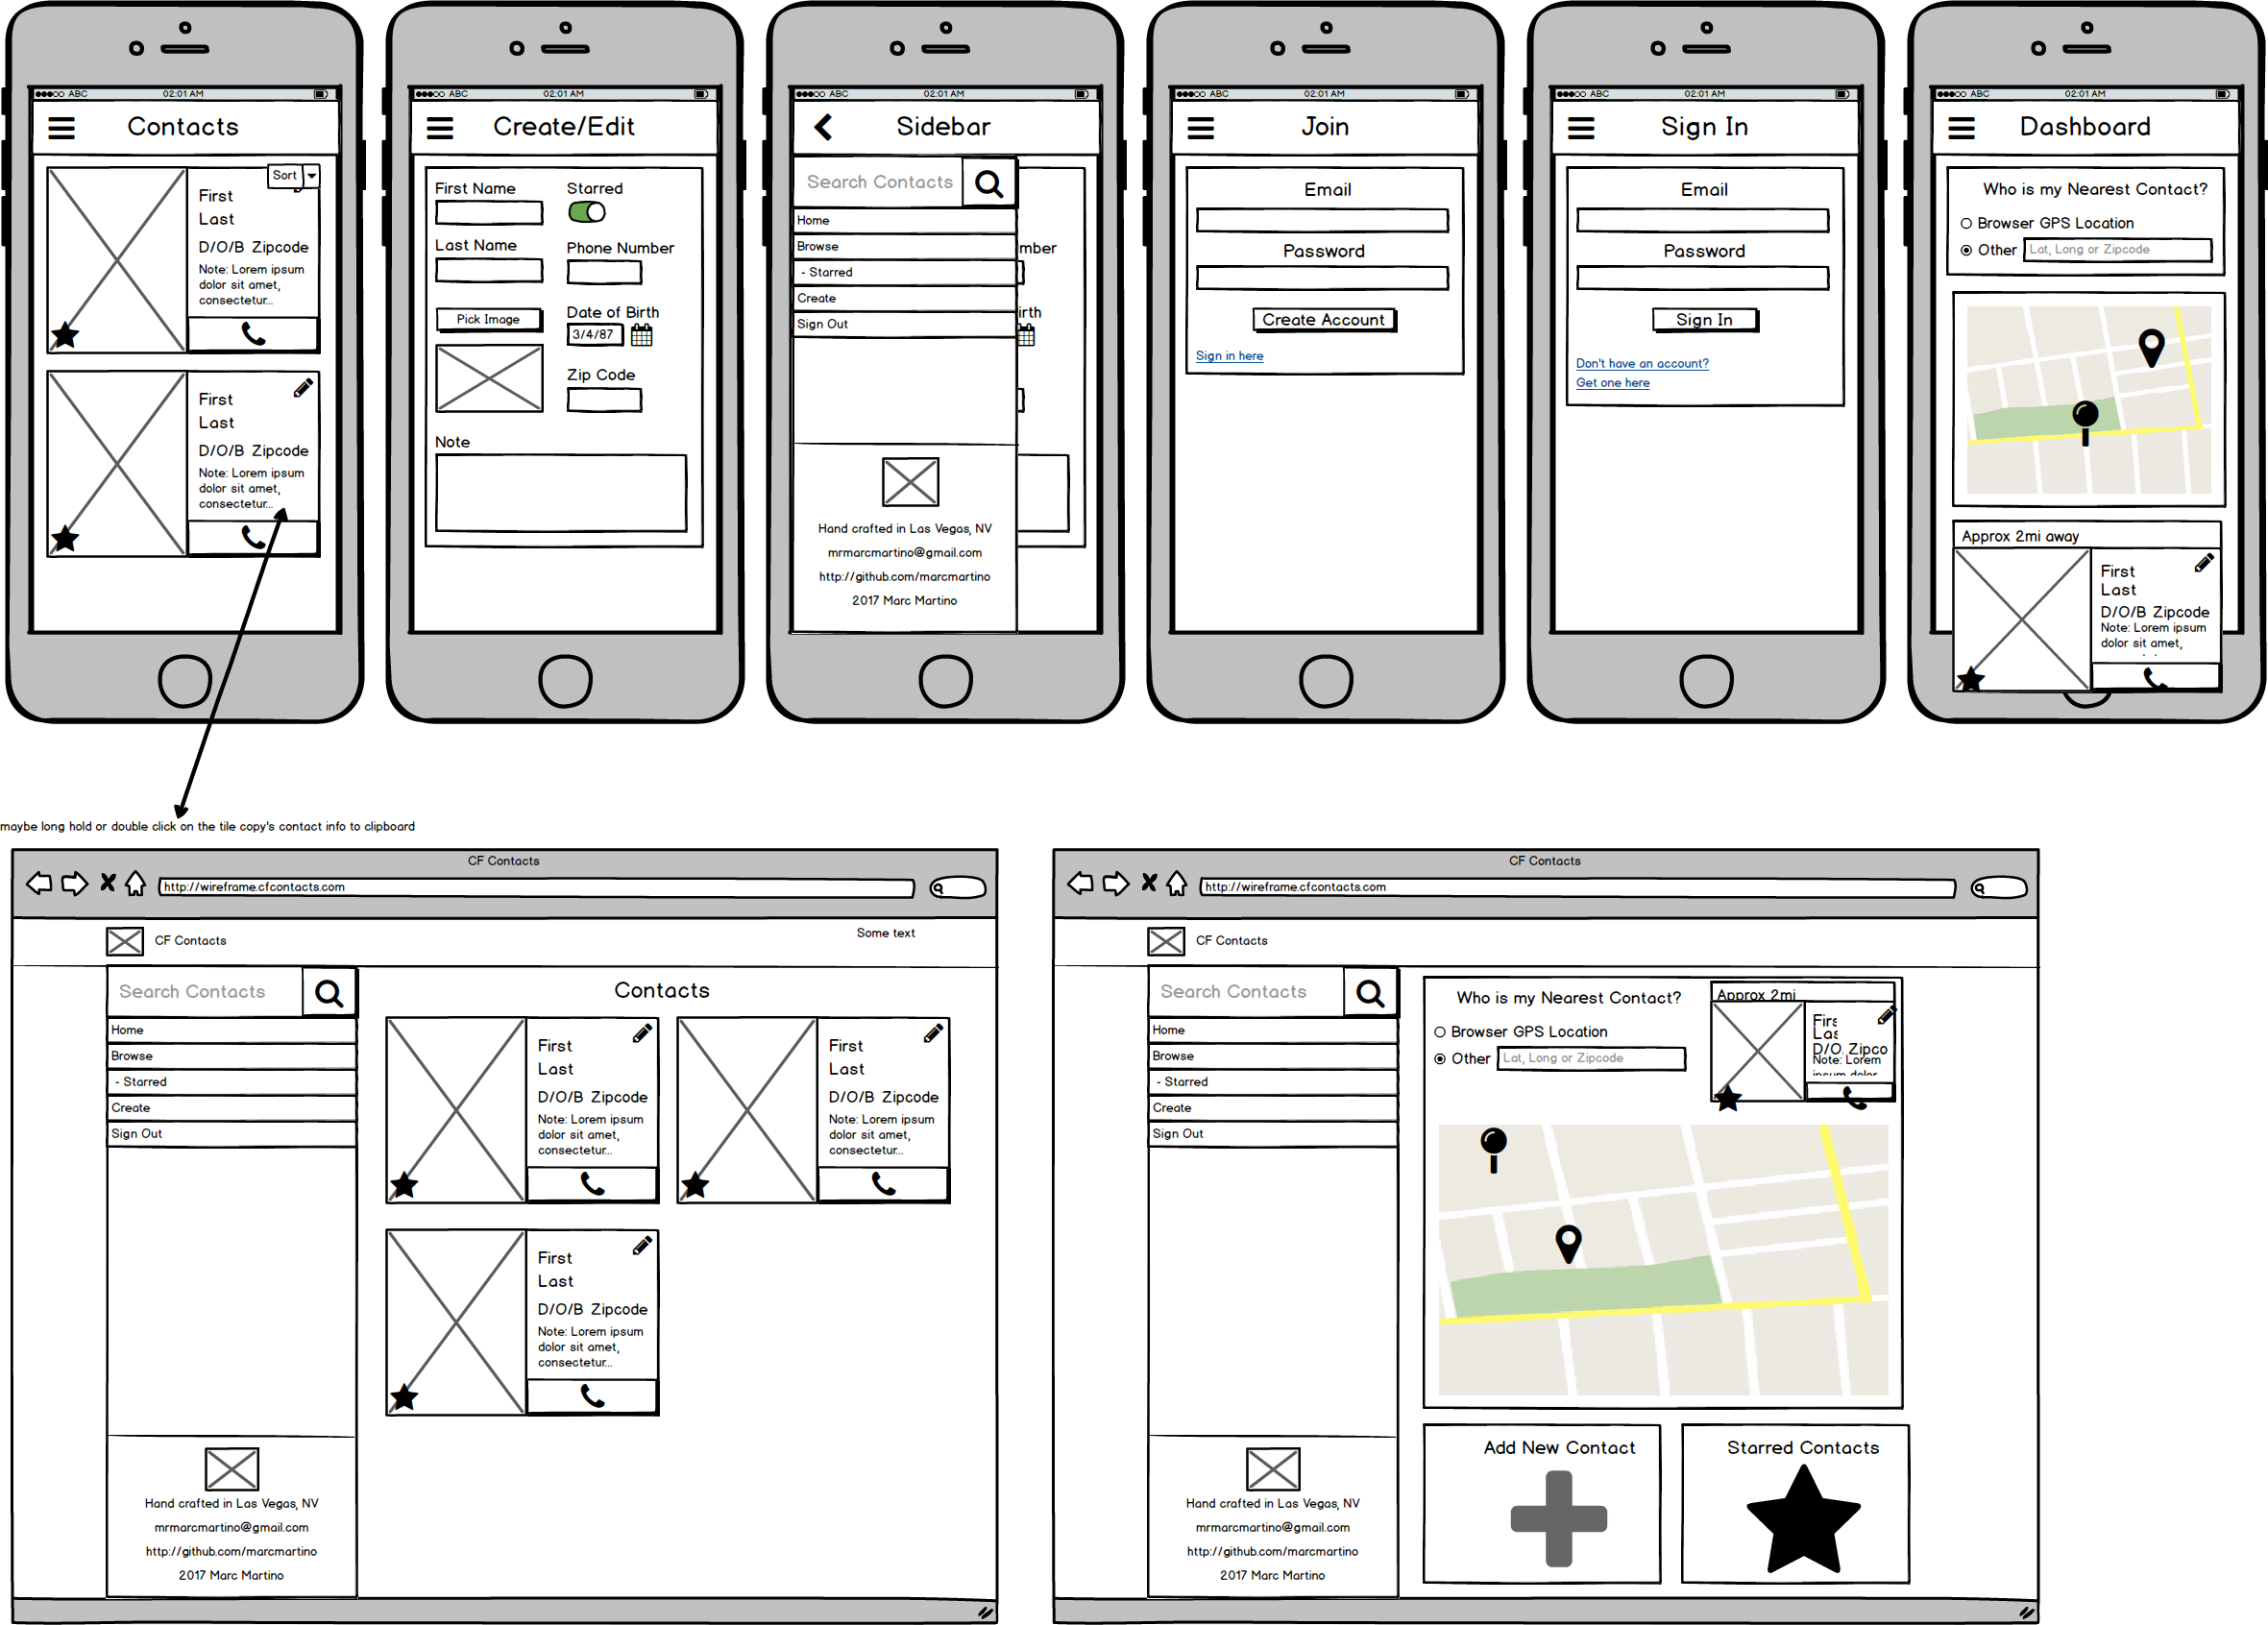 ABC 02:01 AM
Contacts
Sort
First
Last
D/O/B Zipcode
Note: Lorem ipsum
dolor sit amet,
consectetur...
First
Last
D/O/B Zipcode
Note: Lorem ipsum
dolor sit amet,
consectetur...
ABC 02:01 AM
Create/Edit
First Name
Starred
Last Name
Phone Number
Pick Image
Date of Birth
3/4/87
Zip Code
Note
ABC 02:01 AM
Sidebar
Search Contacts
Home
Browse
- Starred
Create
Sign Out
mber
irth
Hand crafted in Las Vegas, NV
mrmarcmartino@gmail.com
http://github.com/marcmartino
2017 Marc Martino
ABC 02:01 AM
Join
Email
Password
Create Account
Sign in here
ABC 02:01 AM
Sign In
Email
Password
Sign In
Don't have an account?
Get one here
ABC 02:01 AM
Dashboard
Who is my Nearest Contact?
Browser GPS Location
Other Lat, Long or Zipcode
Approx 2mi away
First
Last
D/O/B Zipcode
Note: Lorem ipsum
dolor sit amet,
maybe long hold or double click on the tile copy's contact info to clipboard
CF Contacts
http://wireframe.cfcontacts.com
CF Contacts
Some text
Search Contacts
Home
Browse
- Starred
Create
Sign Out
Hand crafted in Las Vegas, NV
mrmarcmartino@gmail.com
http://github.com/marcmartino
2017 Marc Martino
Contacts
First
Last
D/O/B Zipcode
Note: Lorem ipsum
dolor sit amet,
consectetur...
First
Last
D/O/B Zipcode
Note: Lorem ipsum
dolor sit amet,
consectetur...
First
Last
D/O/B Zipcode
Note: Lorem ipsum
dolor sit amet,
consectetur...
CF Contacts
http://wireframe.cfcontacts.com
CF Contacts
Search Contacts
Home
Browse
- Starred
Create
Sign Out
Hand crafted in Las Vegas, NV
mrmarcmartino@gmail.com
http://github.com/marcmartino
2017 Marc Martino
Who is my Nearest Contact?
Browser GPS Location
Other Lat, Long or Zipcode
Approx 2mi
Firs
Las
D/O. Zipco
Note: Lorem
ipsum dolor
Add New Contact
Starred Contacts